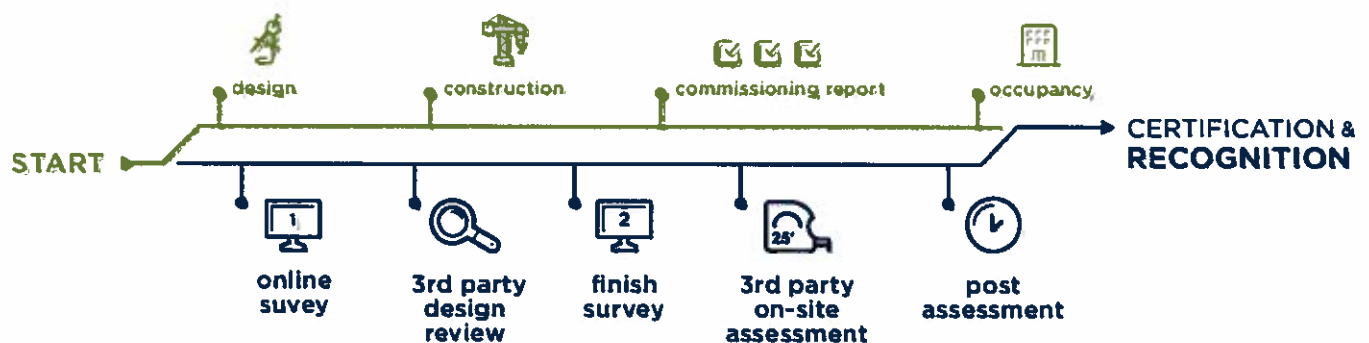 design
construction
commissioning report
occupancy
START
CERTIFICATION &
RECOGNITION
1
2
25'
online
suvey
3rd party
design
review
finish
survey
3rd party
on-site
assessment
post
assessment